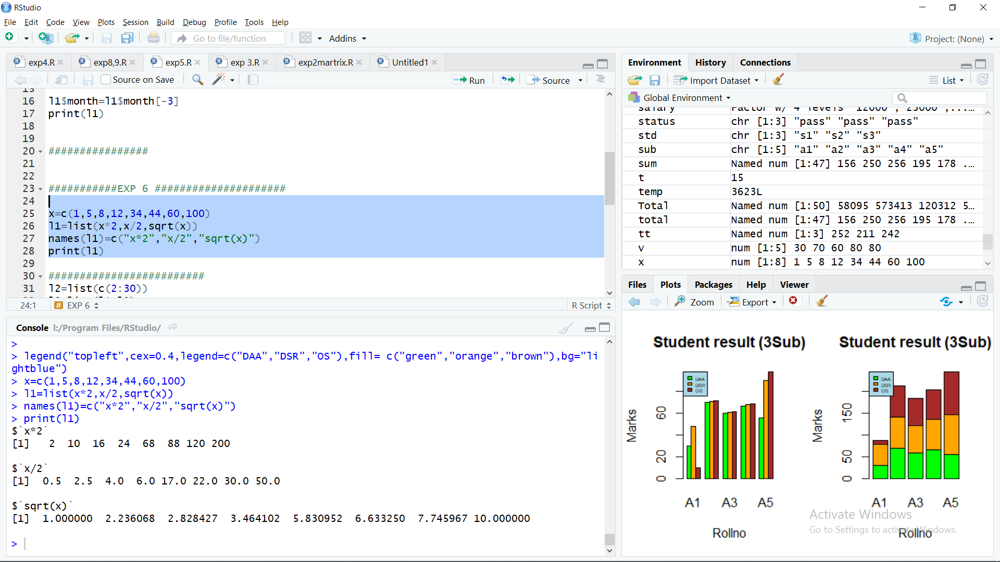 RStudio
File Edit Code View Plots Session Build Debug Profile Tools Help
Go to file/function Addins Project: (None)
exp4.R exp8,9.R exp5.R exp 3.R exp2martrix.R Untitled1
Source on Save Run Source
15
16 l1$month=l1$month[-3]
17 print(l1)
18
19
20 ################
21
22
23 ###########EXP 6 #####################
24
25 x=c(1,5,8,12,34,44,60,100)
26 l1=list(x*2,x/2,sqrt(x))
27 names(l1)=c("x*2","x/2","sqrt(x)")
28 print(l1)
29
30 #########################
31 l2=list(c(2:30))
24:1 # EXP 6 R Script
Console I:/Program Files/RStudio/
>
> legend("topleft",cex=0.4,legend=c("DAA","DSR","OS"),fill= c("green","orange","brown"),bg="li
ghtblue")
> x=c(1,5,8,12,34,44,60,100)
> l1=list(x*2,x/2,sqrt(x))
> names(l1)=c("x*2","x/2","sqrt(x)")
> print(l1)
$`x*2`
[1] 2 10 16 24 68 88 120 200
$`x/2`
[1] 0.5 2.5 4.0 6.0 17.0 22.0 30.0 50.0
$`sqrt(x)`
[1] 1.000000 2.236068 2.828427 3.464102 5.830952 6.633250 7.745967 10.000000
>
Environment History Connections
Import Dataset List
Global Environment
salary Factor w/ 4 levels "12000","23000",..:...
status chr [1:3] "pass" "pass" "pass"
std chr [1:3] "s1" "s2" "s3"
sub chr [1:5] "a1" "a2" "a3" "a4" "a5"
sum Named num [1:47] 156 250 256 195 178 ...
t 15
temp 3623L
Total Named num [1:50] 58095 573413 120312 5...
total Named num [1:47] 156 250 256 195 178 ...
tt Named num [1:3] 252 211 242
v num [1:5] 30 70 60 80 80
x num [1:8] 1 5 8 12 34 44 60 100
Files Plots Packages Help Viewer
Zoom Export
Student result (3Sub)
DAA
DSR
OS
Marks
60
20
0
A1 A3 A5
Rollno
Student result (3Sub)
DAA
DSR
OS
Marks
150
50
0
A1 A3 A5
Rollno
Activate Windows
Go to Settings to activate Windows.